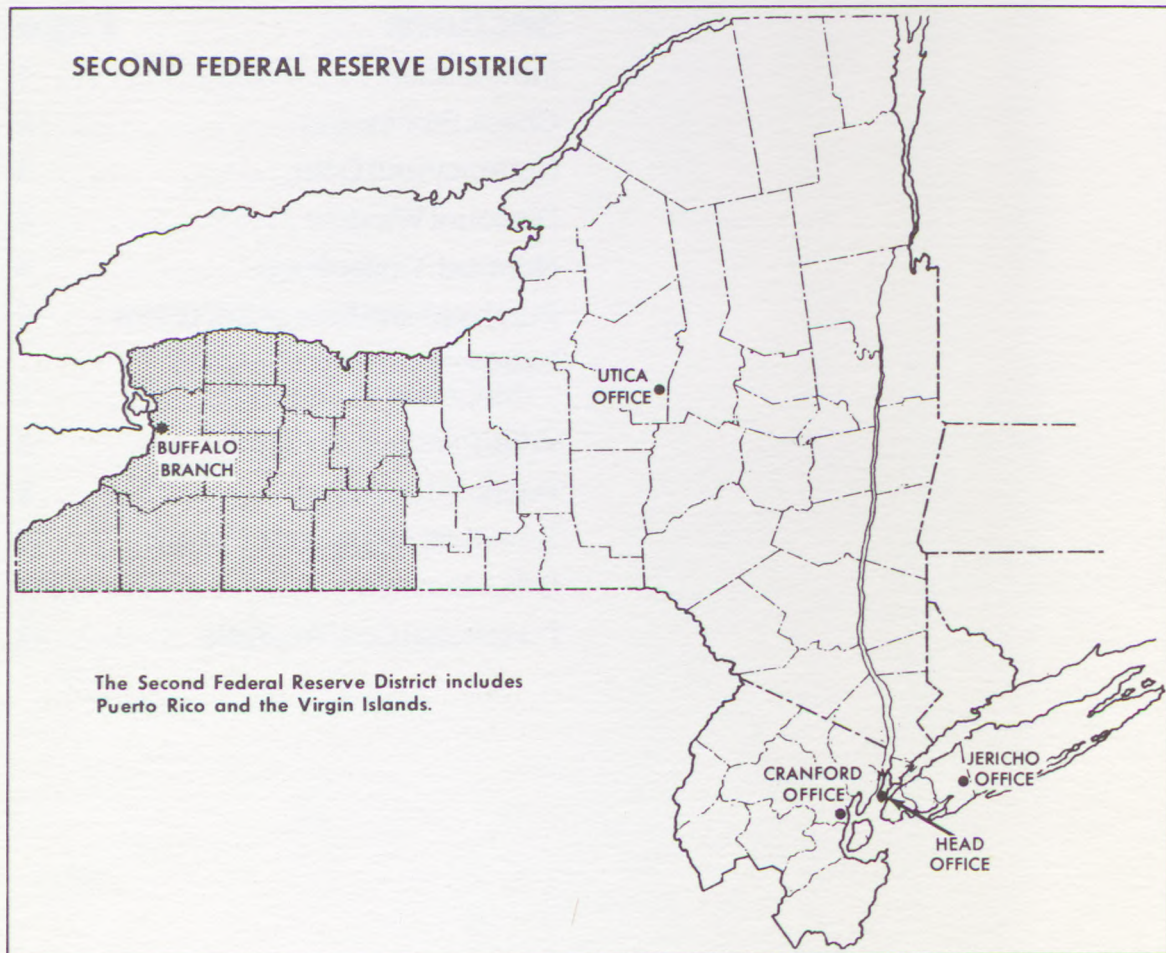 SECOND FEDERAL RESERVE DISTRICT
UTICA
OFFICE
BUFFALO
BRANCH
The Second Federal Reserve District includes
Puerto Rico and the Virgin Islands.
CRANFORD
OFFICE
JERICHO
OFFICE
HEAD
OFFICE